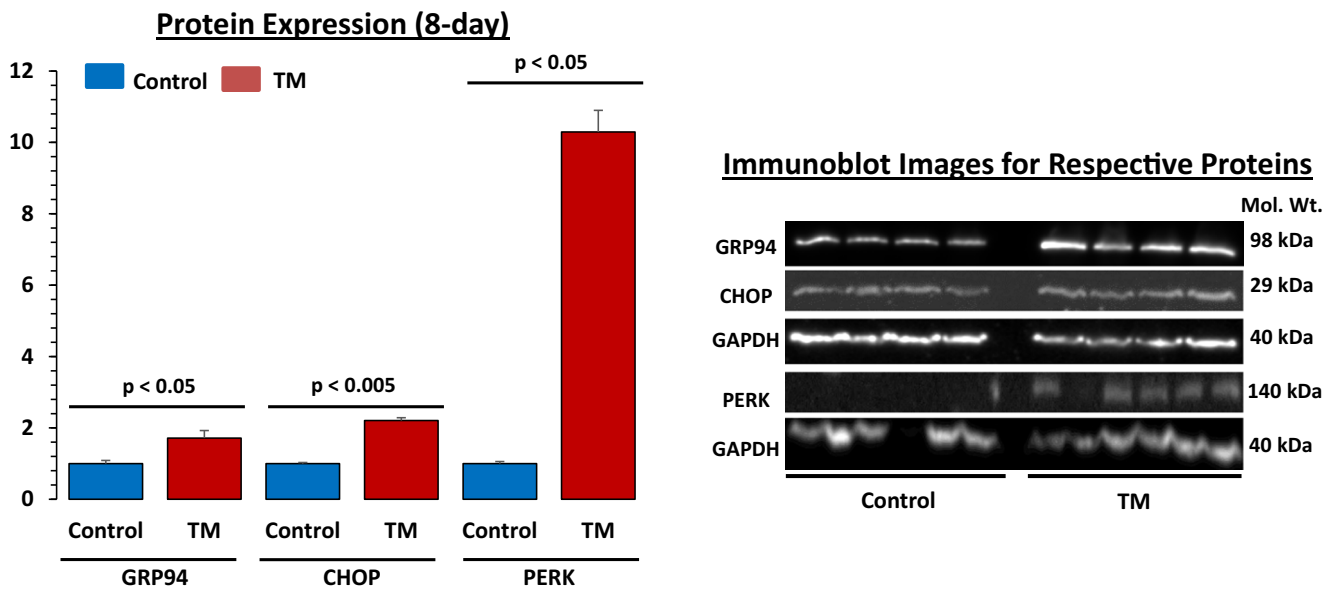 Protein Expression (8-day)
12
10
8
6
4
2
0
Control
TM
p < 0.05
p < 0.005
p < 0.05
Control TM Control TM Control TM
GRP94 CHOP PERK
Immunoblot Images for Respective Proteins
Mol. Wt.
GRP94 98 kDa
CHOP 29 kDa
GAPDH 40 kDa
PERK 140 kDa
GAPDH 40 kDa
Control TM